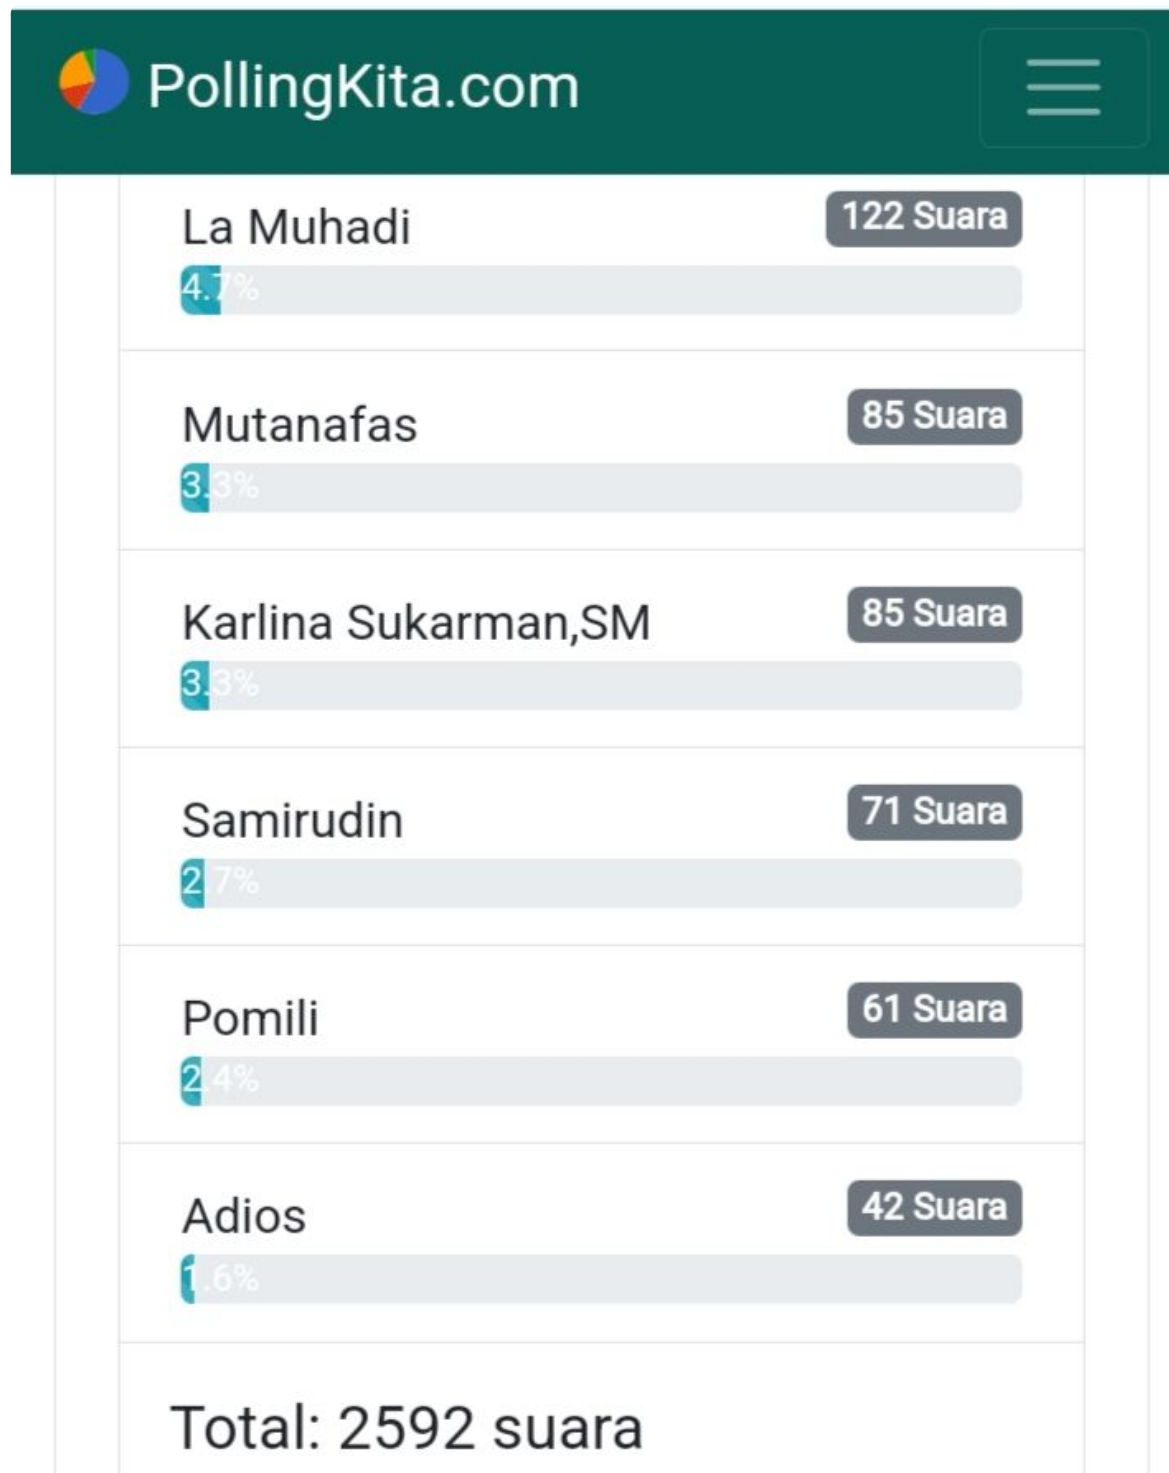 PollingKita.com
La Muhadi 122 Suara
4.7%
Mutanafas 85 Suara
3.3%
Karlina Sukarman,SM 85 Suara
3.3%
Samirudin 71 Suara
2.7%
Pomili 61 Suara
2.4%
Adios 42 Suara
1.6%
Total: 2592 suara